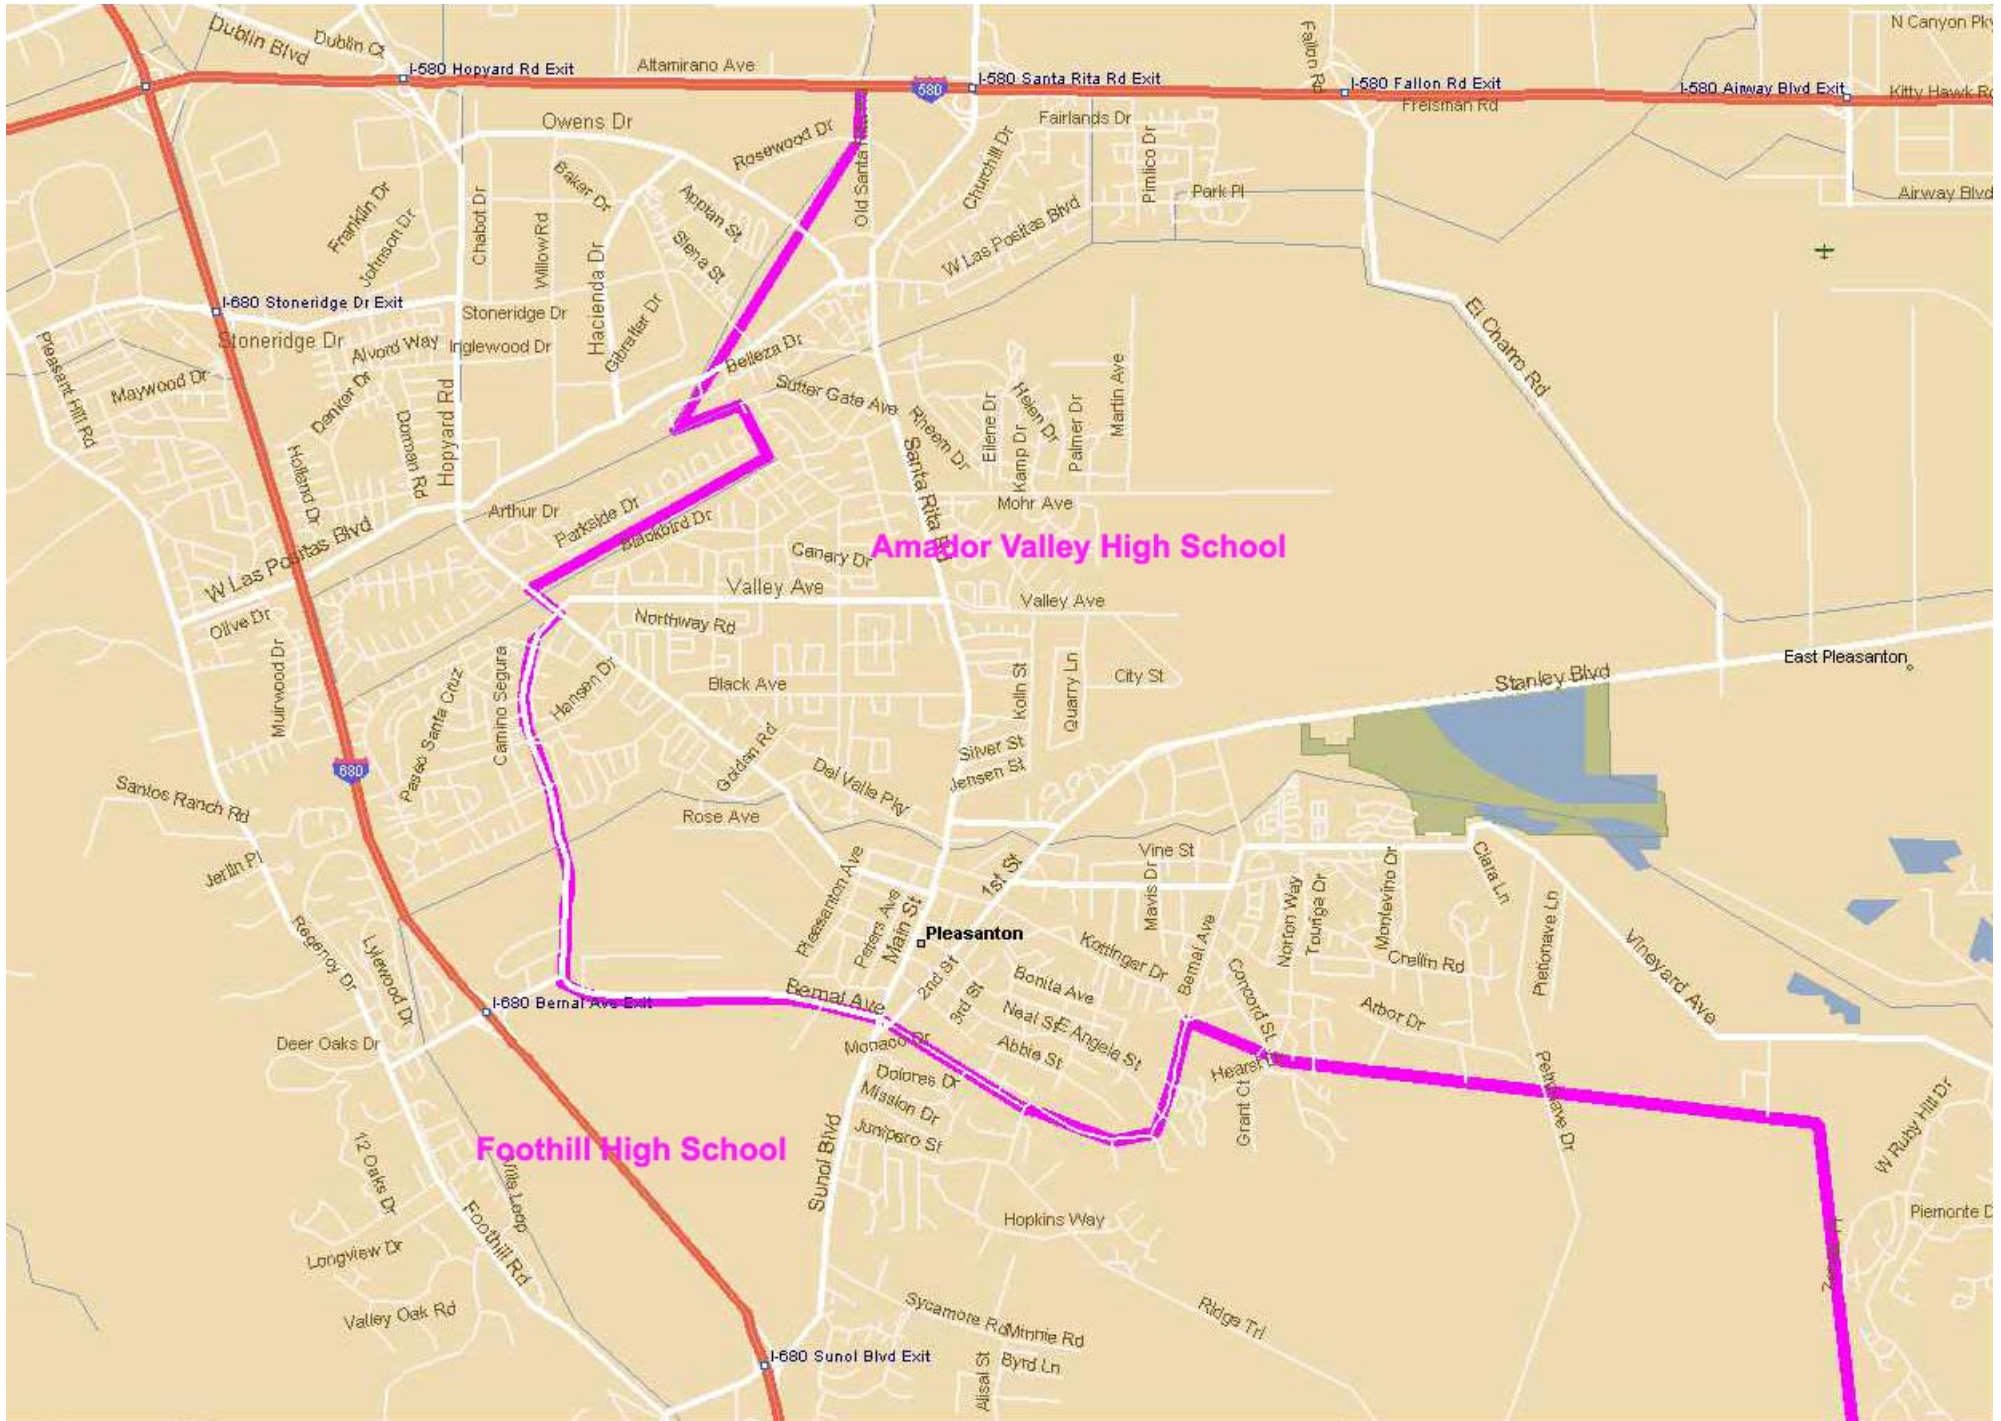 Dublin Blvd
Dublin Ct
I-580 Hopyard Rd Exit
Altamirano Ave
580
I-580 Santa Rita Rd Exit
Fallon Rd
I-580 Fallon Rd Exit
Freisman Rd
I-580 Airway Blvd Exit
N Canyon Pky
Kitty Hawk Rd
Airway Blvd
Owens Dr
Rosewood Dr
Fairlands Dr
Churchill Dr
Pimlico Dr
Park Pl
Baker Dr
Appian St
Siena St
W Las Positas Blvd
Franklin Dr
Johnson Dr
Chabot Dr
Willow Rd
Hacienda Dr
Gibralter Dr
I-680 Stoneridge Dr Exit
Stoneridge Dr
Stoneridge Dr
Alvord Way
Inglewood Dr
Belleza Dr
Pleasant Hill Rd
Maywood Dr
Denker Dr
Dorman Rd
Hopyard Rd
Holland Dr
Sutter Gate Ave
Rheem Dr
Eilene Dr
Helen Dr
Kamp Dr
Palmer Dr
Martin Ave
El Charro Rd
Santa Rita Rd
Mohr Ave
Arthur Dr
Parkside Dr
Blackbird Dr
W Las Positas Blvd
Canary Dr
Amador Valley High School
Valley Ave
Valley Ave
Northway Rd
Olive Dr
Muirwood Dr
Paseo Santa Cruz
Camino Segura
Hansen Dr
Black Ave
Kolln St
Quarry Ln
City St
Stanley Blvd
East Pleasanton
680
Golden Rd
Silver St
Jensen St
Del Valle Pky
Santos Ranch Rd
Rose Ave
Jerlin Pl
Pleasanton Ave
Peters Ave
Main St
1st St
Vine St
Mavis Dr
Bernal Ave
Norton Way
Touriga Dr
Montevino Dr
Clara Ln
Pietronave Ln
Vineyard Ave
Regency Dr
Lylewood Dr
Pleasanton
Kottinger Dr
Concord St
Crellin Rd
2nd St
3rd St
Bonita Ave
Neal St
E Angela St
Abbie St
Arbor Dr
I-680 Bernal Ave Exit
Bernal Ave
Deer Oaks Dr
Monaco Dr
Dolores Dr
Mission Dr
Junipero St
Hearst Dr
Grant Ct
W Ruby Hill Dr
Foothill High School
12 Oaks Dr
Sunol Blvd
Foothill Rd
Longview Dr
Valley Oak Rd
Hopkins Way
Ridge Trl
Sycamore Rd
Minnie Rd
Byrd Ln
Alisal St
I-680 Sunol Blvd Exit